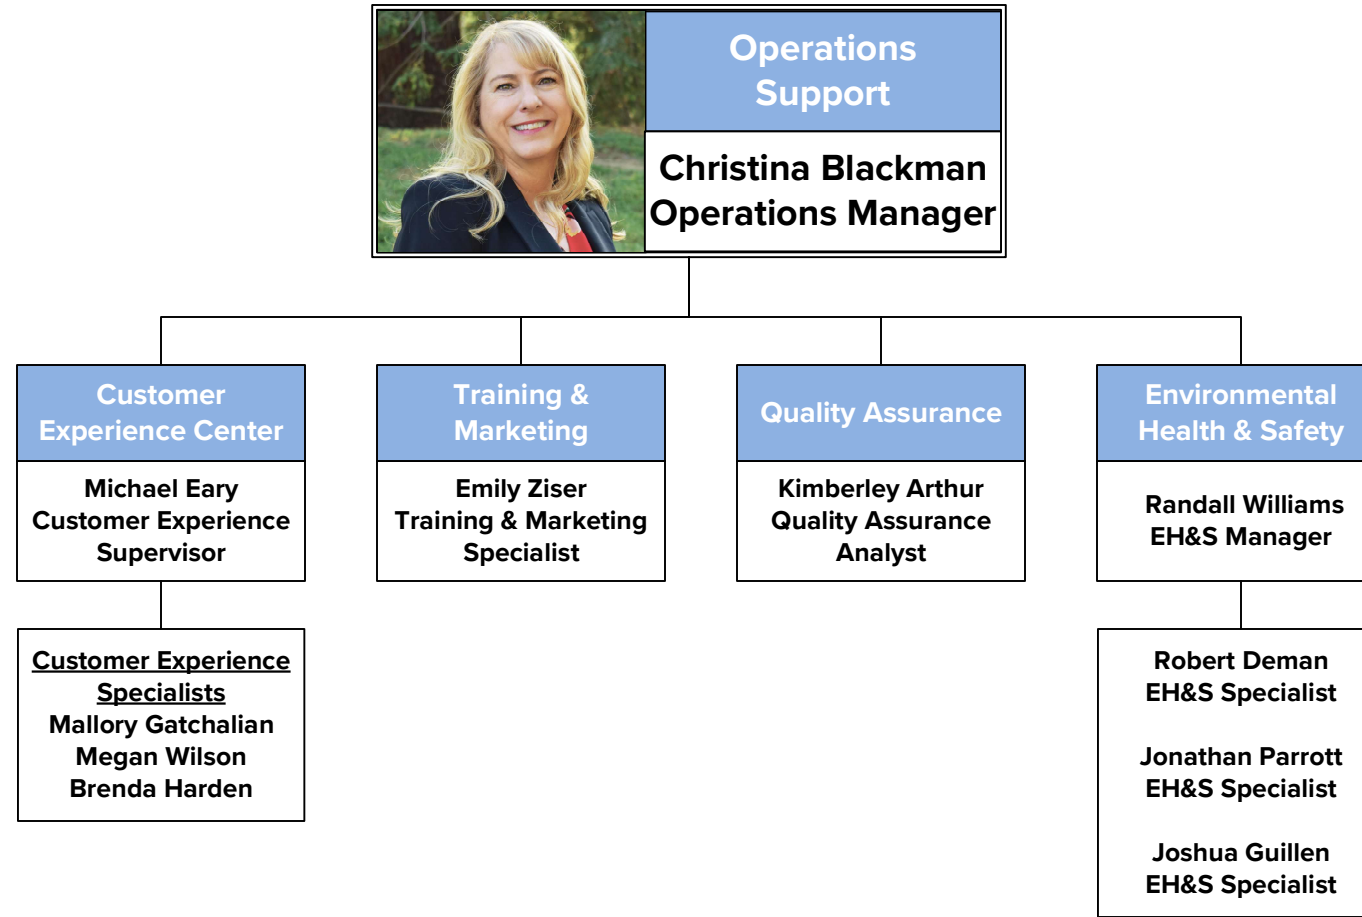 Operations
Support
Christina Blackman
Operations Manager
Customer
Experience Center
Michael Eary
Customer Experience
Supervisor
Customer Experience
Specialists
Mallory Gatchalian
Megan Wilson
Brenda Harden
Training &
Marketing
Emily Ziser
Training & Marketing
Specialist
Quality Assurance
Kimberley Arthur
Quality Assurance
Analyst
Environmental
Health & Safety
Randall Williams
EH&S Manager
Robert Deman
EH&S Specialist
Jonathan Parrott
EH&S Specialist
Joshua Guillen
EH&S Specialist